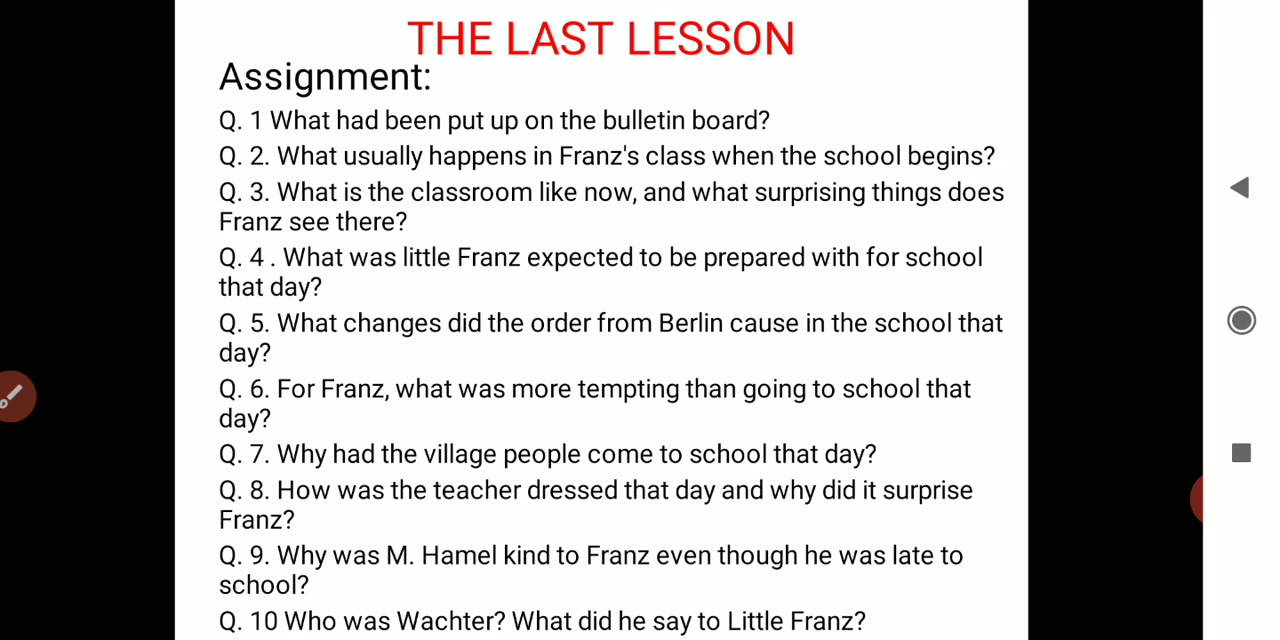 THE LAST LESSON
Assignment:
Q. 1 What had been put up on the bulletin board?
Q. 2. What usually happens in Franz's class when the school begins?
Q. 3. What is the classroom like now, and what surprising things does
Franz see there?
Q. 4 . What was little Franz expected to be prepared with for school
that day?
Q. 5. What changes did the order from Berlin cause in the school that
day?
Q. 6. For Franz, what was more tempting than going to school that
day?
Q. 7. Why had the village people come to school that day?
Q. 8. How was the teacher dressed that day and why did it surprise
Franz?
Q. 9. Why was M. Hamel kind to Franz even though he was late to
school?
Q. 10 Who was Wachter? What did he say to Little Franz?